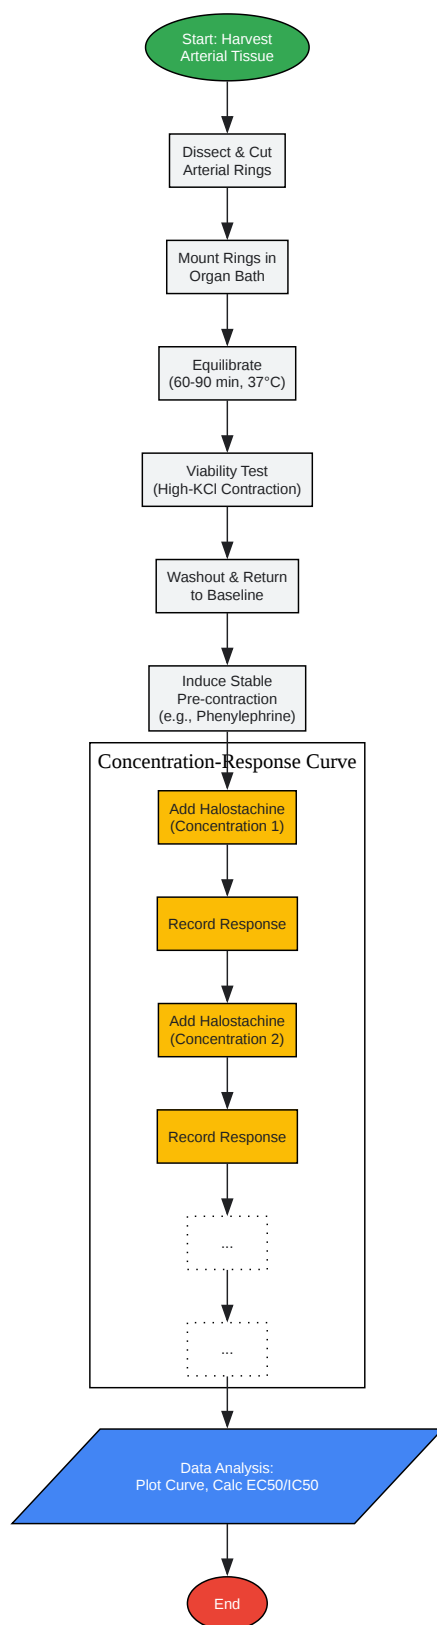 Start: Harvest
Arterial Tissue
Dissect & Cut
Arterial Rings
Mount Rings in
Organ Bath
Equilibrate
(60-90 min, 37°C)
Viability Test
(High-KCl Contraction)
Washout & Return
to Baseline
Induce Stable
Pre-contraction
(e.g., Phenylephrine)
Concentration-Response Curve
Add Halostachine
(Concentration 1)
Record Response
Add Halostachine
(Concentration 2)
Record Response
...
...
Data Analysis:
Plot Curve, Calc EC50/IC50
End